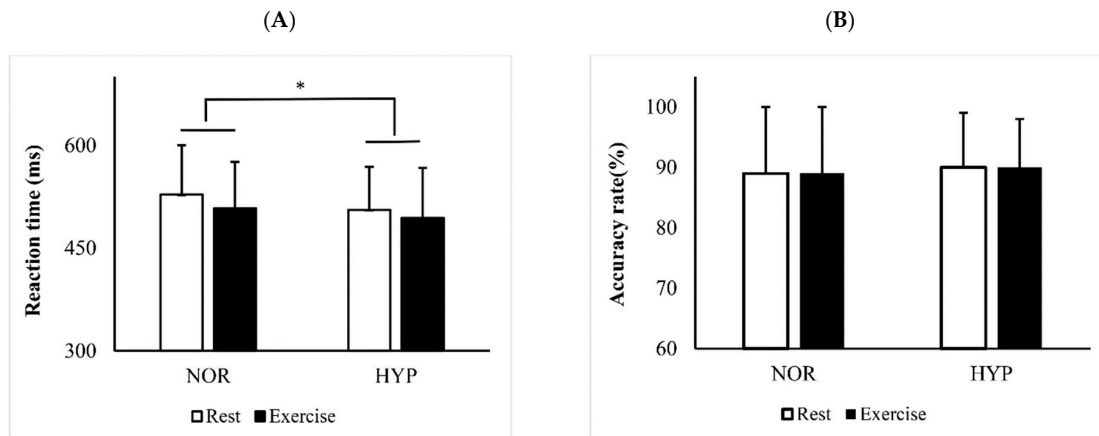 (A)
Reaction time (ms)
600
450
300
*
NOR
HYP
Rest
Exercise
(B)
Accuracy rate(%)
100
90
80
70
60
NOR
HYP
Rest
Exercise